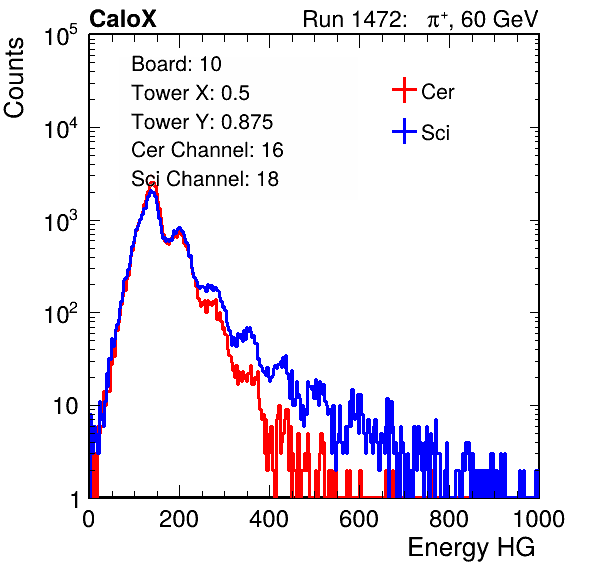 CaloX Run 1472: π⁺, 60 GeV
Counts
10⁵
10⁴
10³
10²
10
1
Board: 10
Tower X: 0.5
Tower Y: 0.875
Cer Channel: 16
Sci Channel: 18
Cer
Sci
0 200 400 600 800 1000
Energy HG